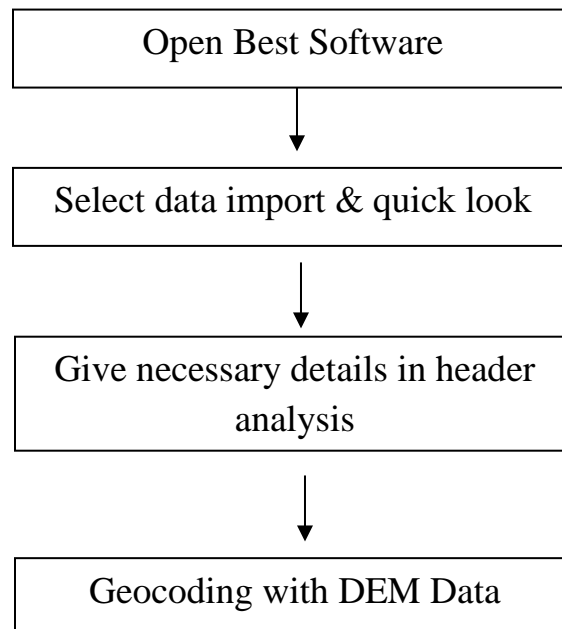 Open Best Software
Select data import & quick look
Give necessary details in header
analysis
Geocoding with DEM Data